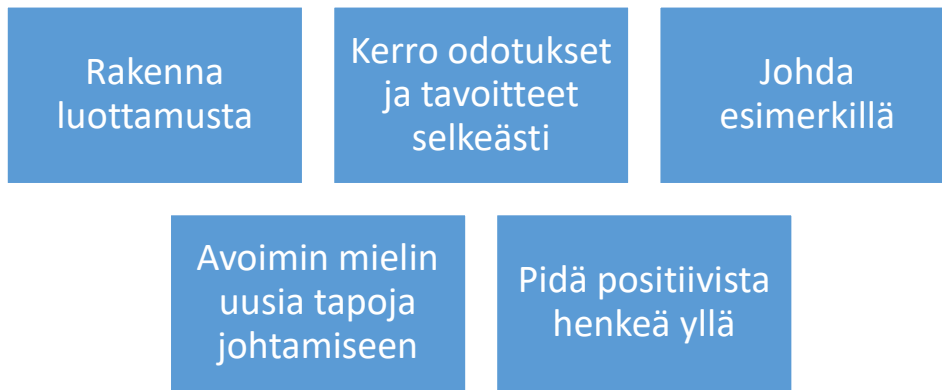 Rakenna
luottamusta
Kerro odotukset
ja tavoitteet
selkeästi
Johda
esimerkillä
Avoimin mielin
uusia tapoja
johtamiseen
Pidä positiivista
henkeä yllä